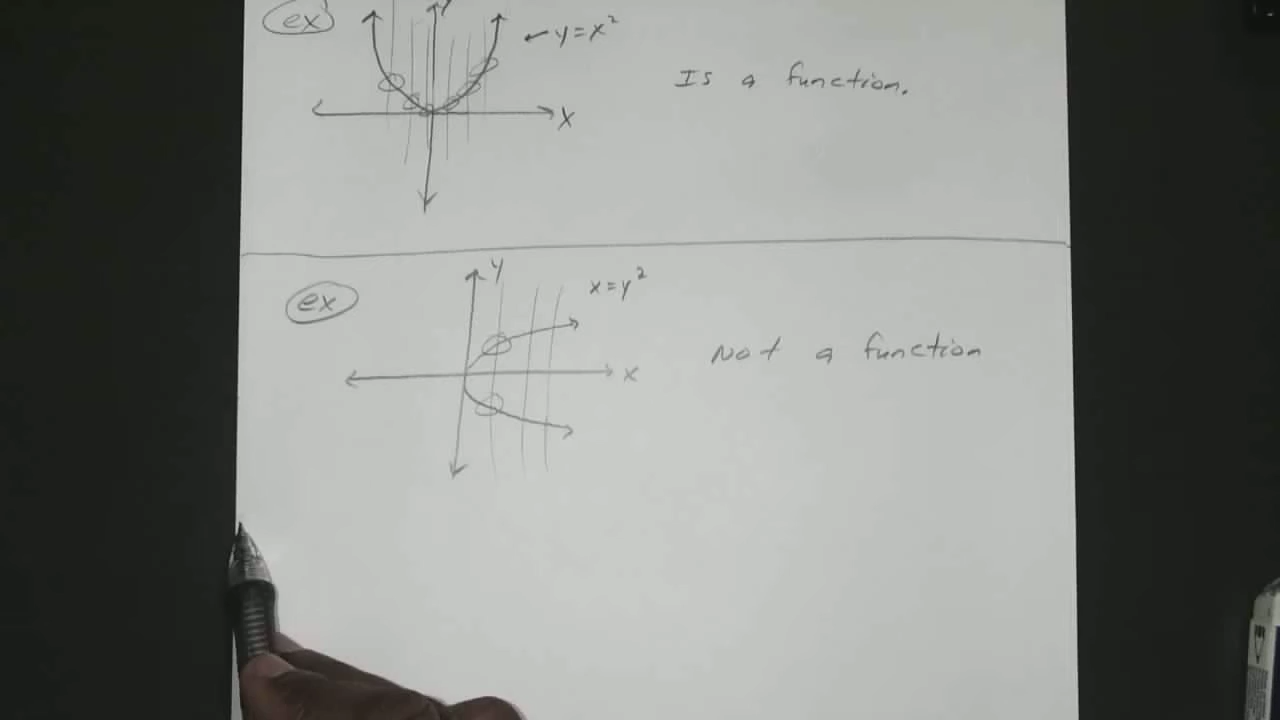 ex
y
y = x²
Is a function.
x
ex
y
x = y²
Not a function
x